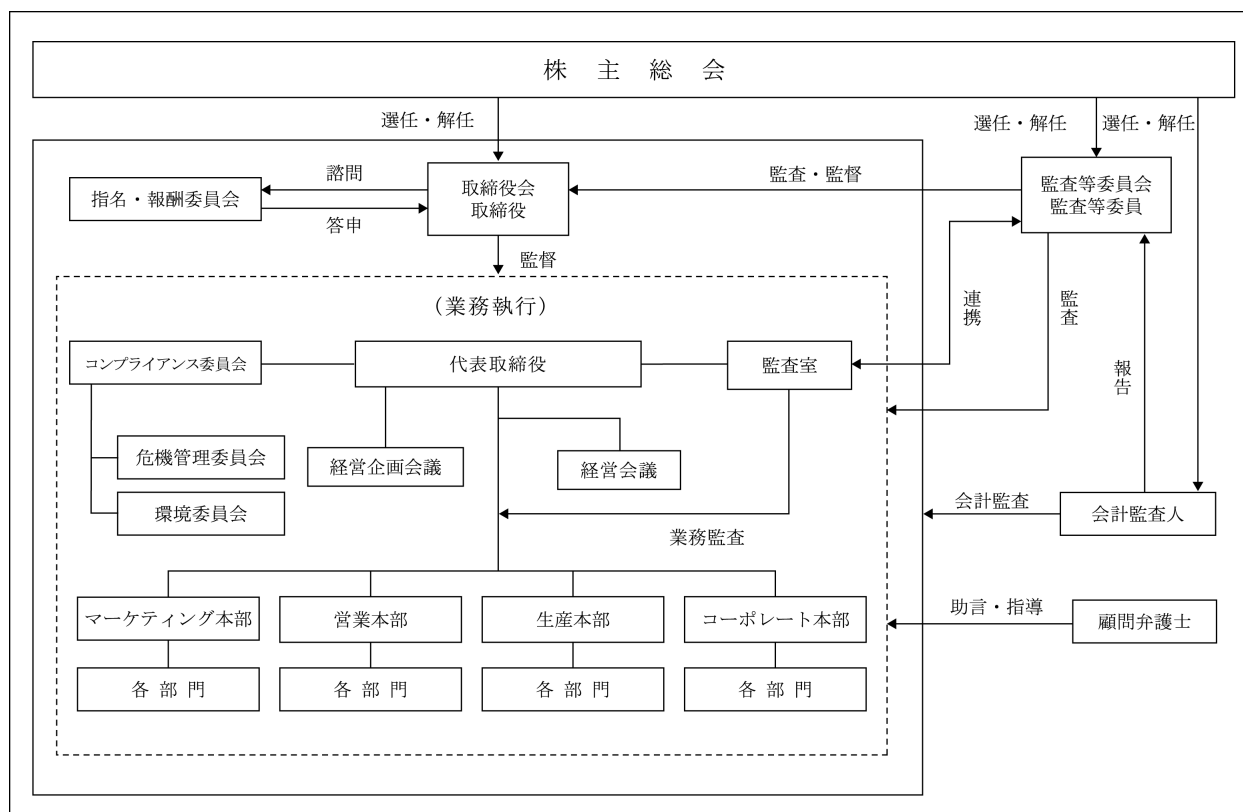 株主総会
選任・解任
選任・解任
選任・解任
諮問
取締役会
取締役
監査・監督
監査等委員会
監査等委員
指名・報酬委員会
答申
監督
(業務執行)
連携
監査
コンプライアンス委員会
代表取締役
監査室
報告
危機管理委員会
経営企画会議
経営会議
環境委員会
会計監査
会計監査人
業務監査
マーケティング本部
営業本部
生産本部
コーポレート本部
助言・指導
顧問弁護士
各部門
各部門
各部門
各部門